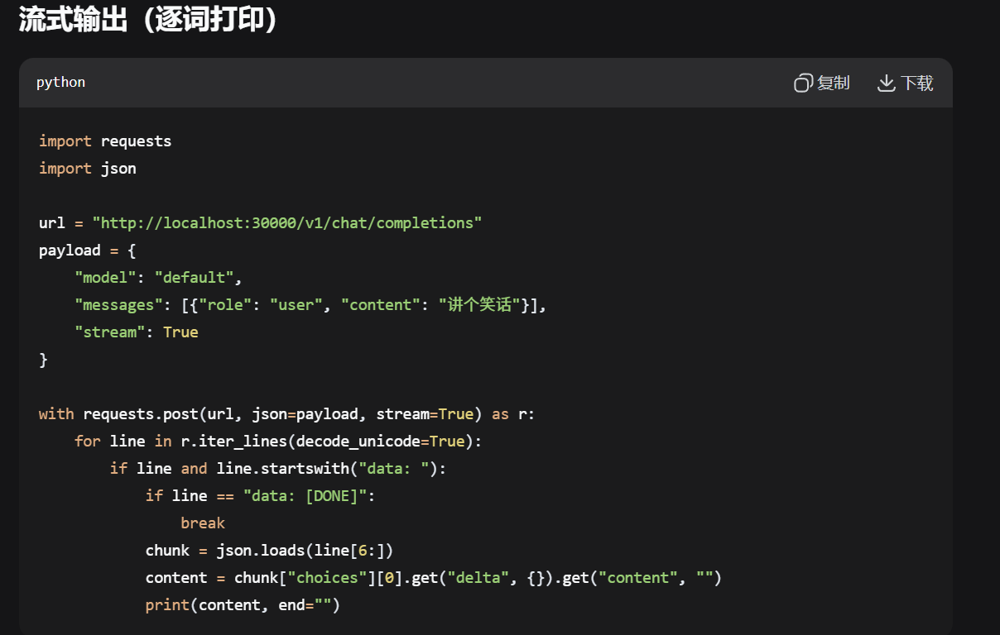 流式输出（逐词打印）
python 复制 下载
import requests
import json
url = "http://localhost:30000/v1/chat/completions"
payload = {
    "model": "default",
    "messages": [{"role": "user", "content": "讲个笑话"}],
    "stream": True
}
with requests.post(url, json=payload, stream=True) as r:
    for line in r.iter_lines(decode_unicode=True):
        if line and line.startswith("data: "):
            if line == "data: [DONE]":
                break
            chunk = json.loads(line[6:])
            content = chunk["choices"][0].get("delta", {}).get("content", "")
            print(content, end="")